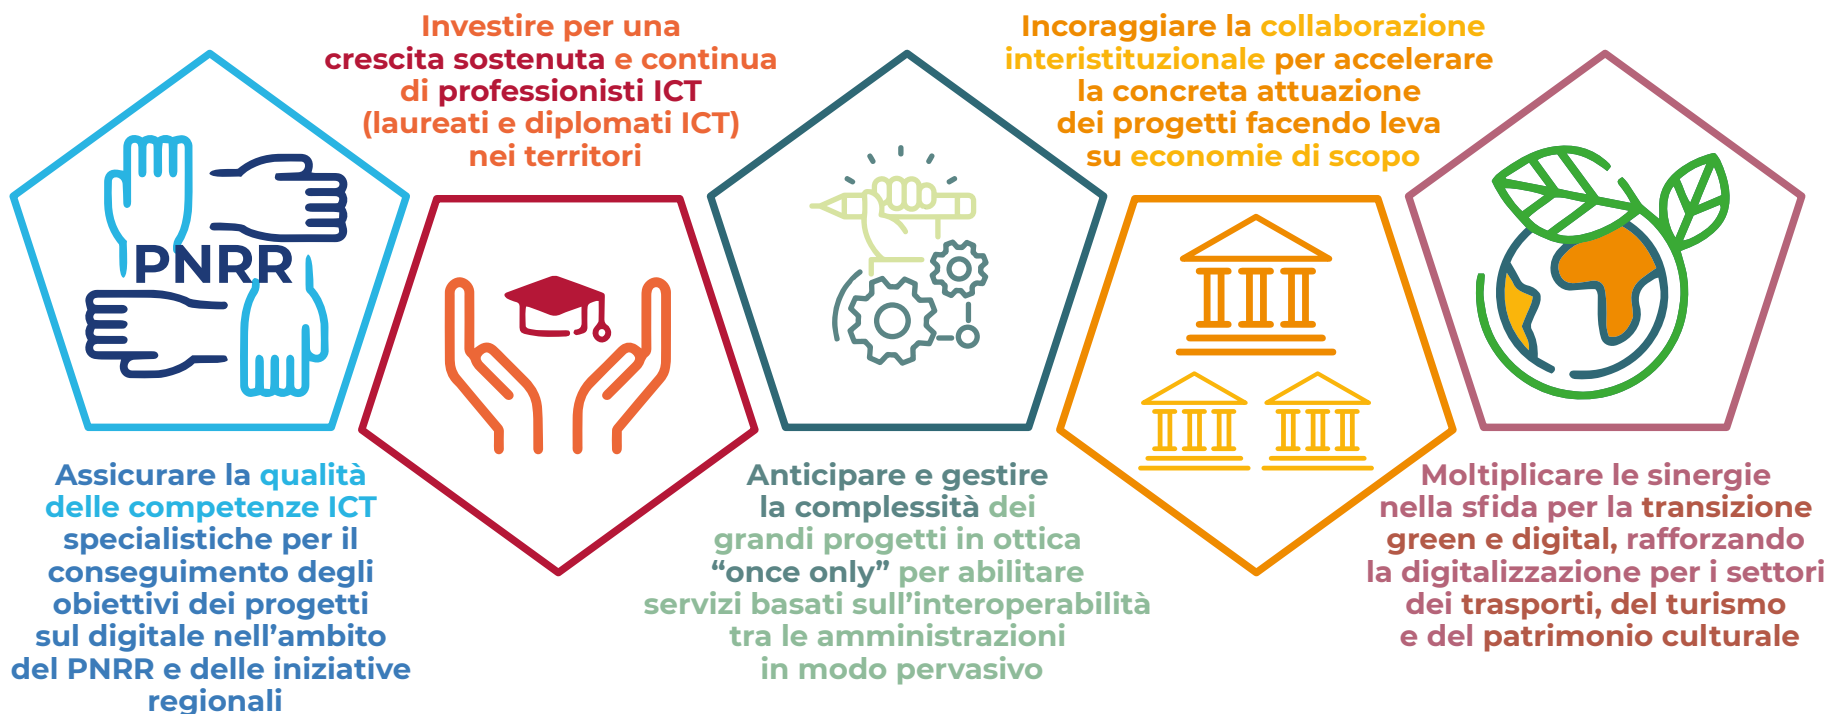 PNRR
Assicurare la qualità
delle competenze ICT
specialistiche per il
conseguimento degli
obiettivi dei progetti
sul digitale nell’ambito
del PNRR e delle iniziative
regionali
Investire per una
crescita sostenuta e continua
di professionisti ICT
(laureati e diplomati ICT)
nei territori
Anticipare e gestire
la complessità dei
grandi progetti in ottica
“once only” per abilitare
servizi basati sull’interoperabilità
tra le amministrazioni
in modo pervasivo
Incoraggiare la collaborazione
interistituzionale per accelerare
la concreta attuazione
dei progetti facendo leva
su economie di scopo
Moltiplicare le sinergie
nella sfida per la transizione
green e digital, rafforzando
la digitalizzazione per i settori
dei trasporti, del turismo
e del patrimonio culturale